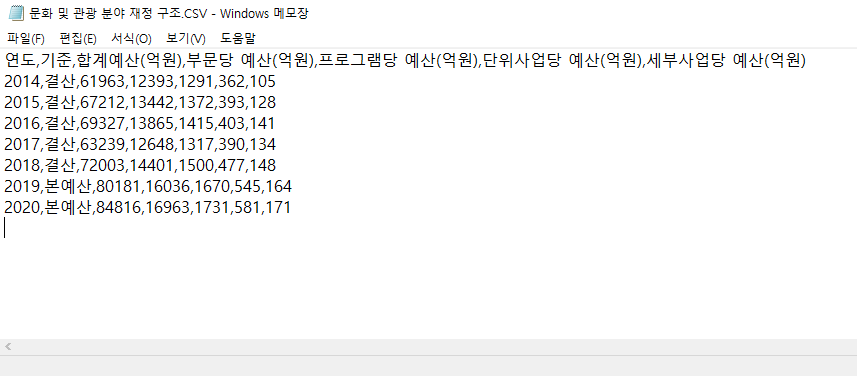 문화 및 관광 분야 재정 구조.CSV - Windows 메모장
파일(F) 편집(E) 서식(O) 보기(V) 도움말
연도,기준,합계예산(억원),부문당 예산(억원),프로그램당 예산(억원),단위사업당 예산(억원),세부사업당 예산(억원)
2014,결산,61963,12393,1291,362,105
2015,결산,67212,13442,1372,393,128
2016,결산,69327,13865,1415,403,141
2017,결산,63239,12648,1317,390,134
2018,결산,72003,14401,1500,477,148
2019,본예산,80181,16036,1670,545,164
2020,본예산,84816,16963,1731,581,171